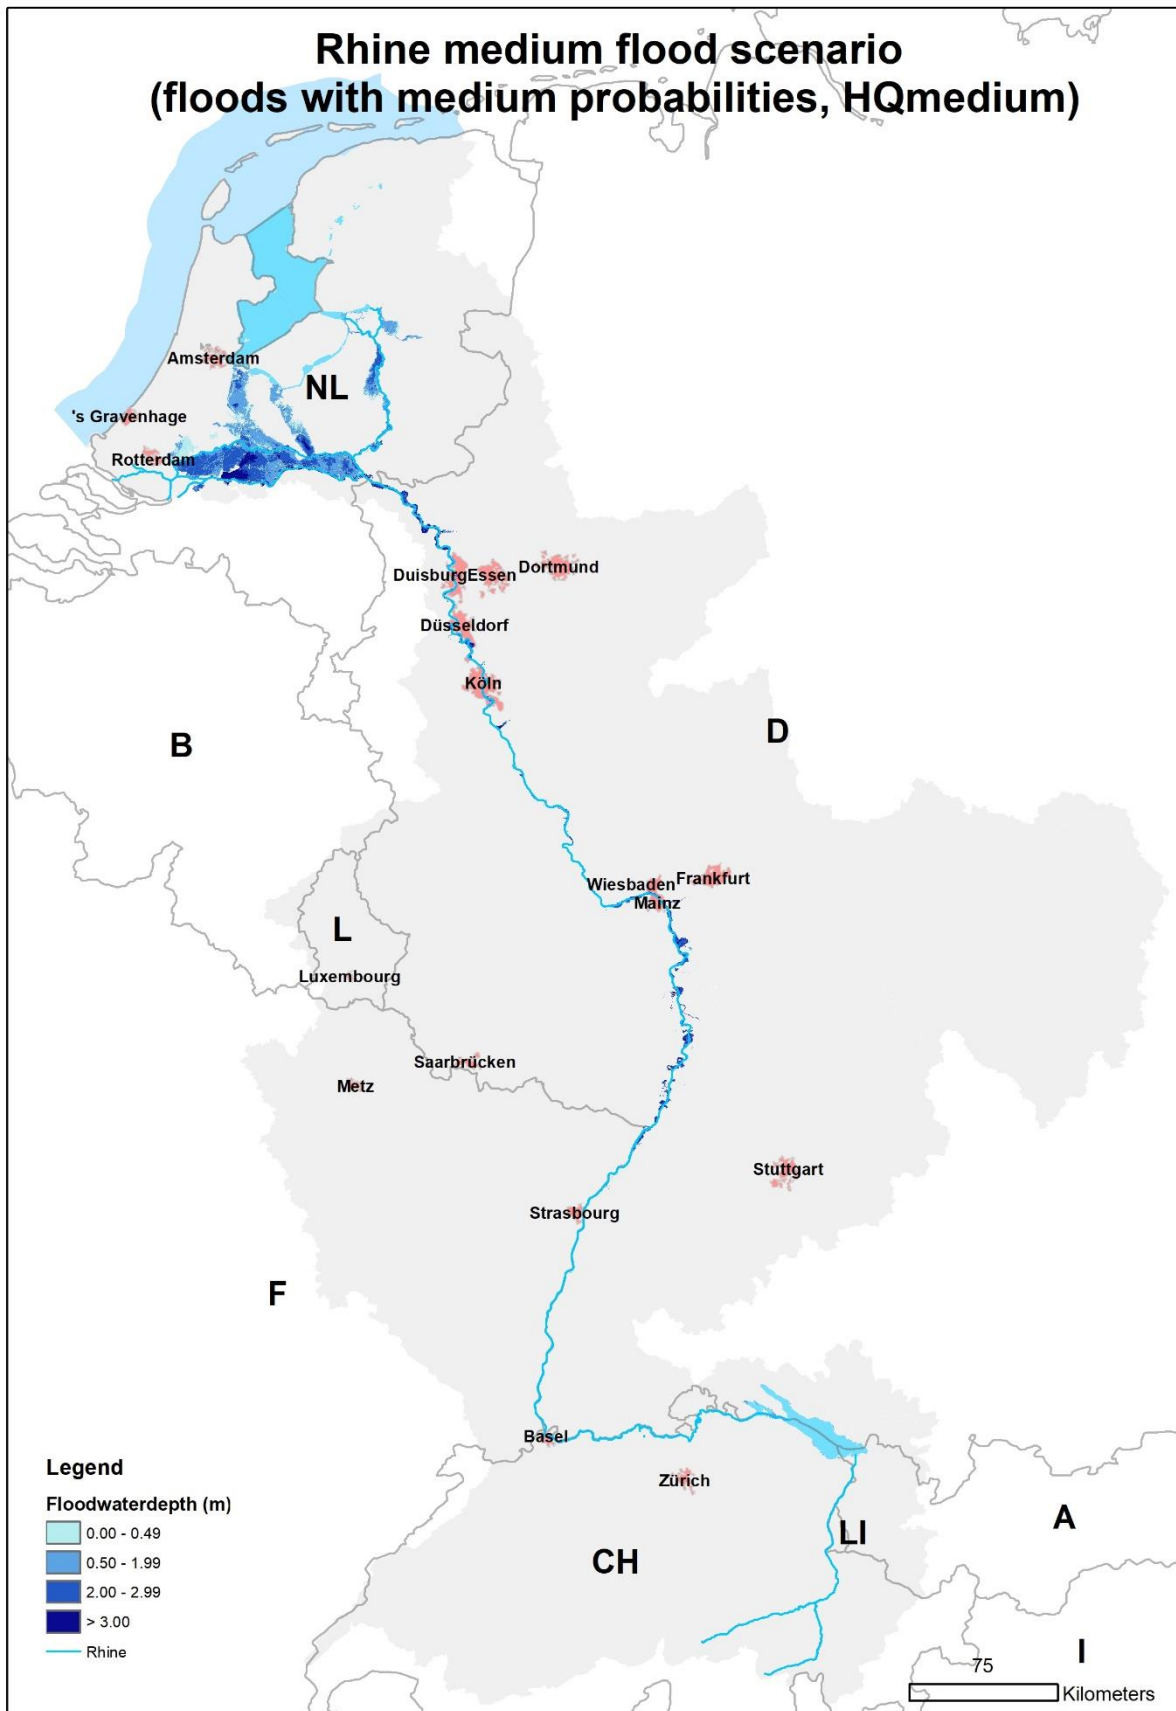 Rhine medium flood scenario
(floods with medium probabilities, HQmedium)
Amsterdam
NL
's Gravenhage
Rotterdam
Dortmund
DuisburgEssen
Düsseldorf
Köln
D
B
Frankfurt
Wiesbaden
Mainz
L
Luxembourg
Saarbrücken
Metz
Stuttgart
Strasbourg
F
Basel
Zürich
A
LI
CH
I
Legend
Floodwaterdepth (m)
0.00 - 0.49
0.50 - 1.99
2.00 - 2.99
> 3.00
Rhine
75
Kilometers